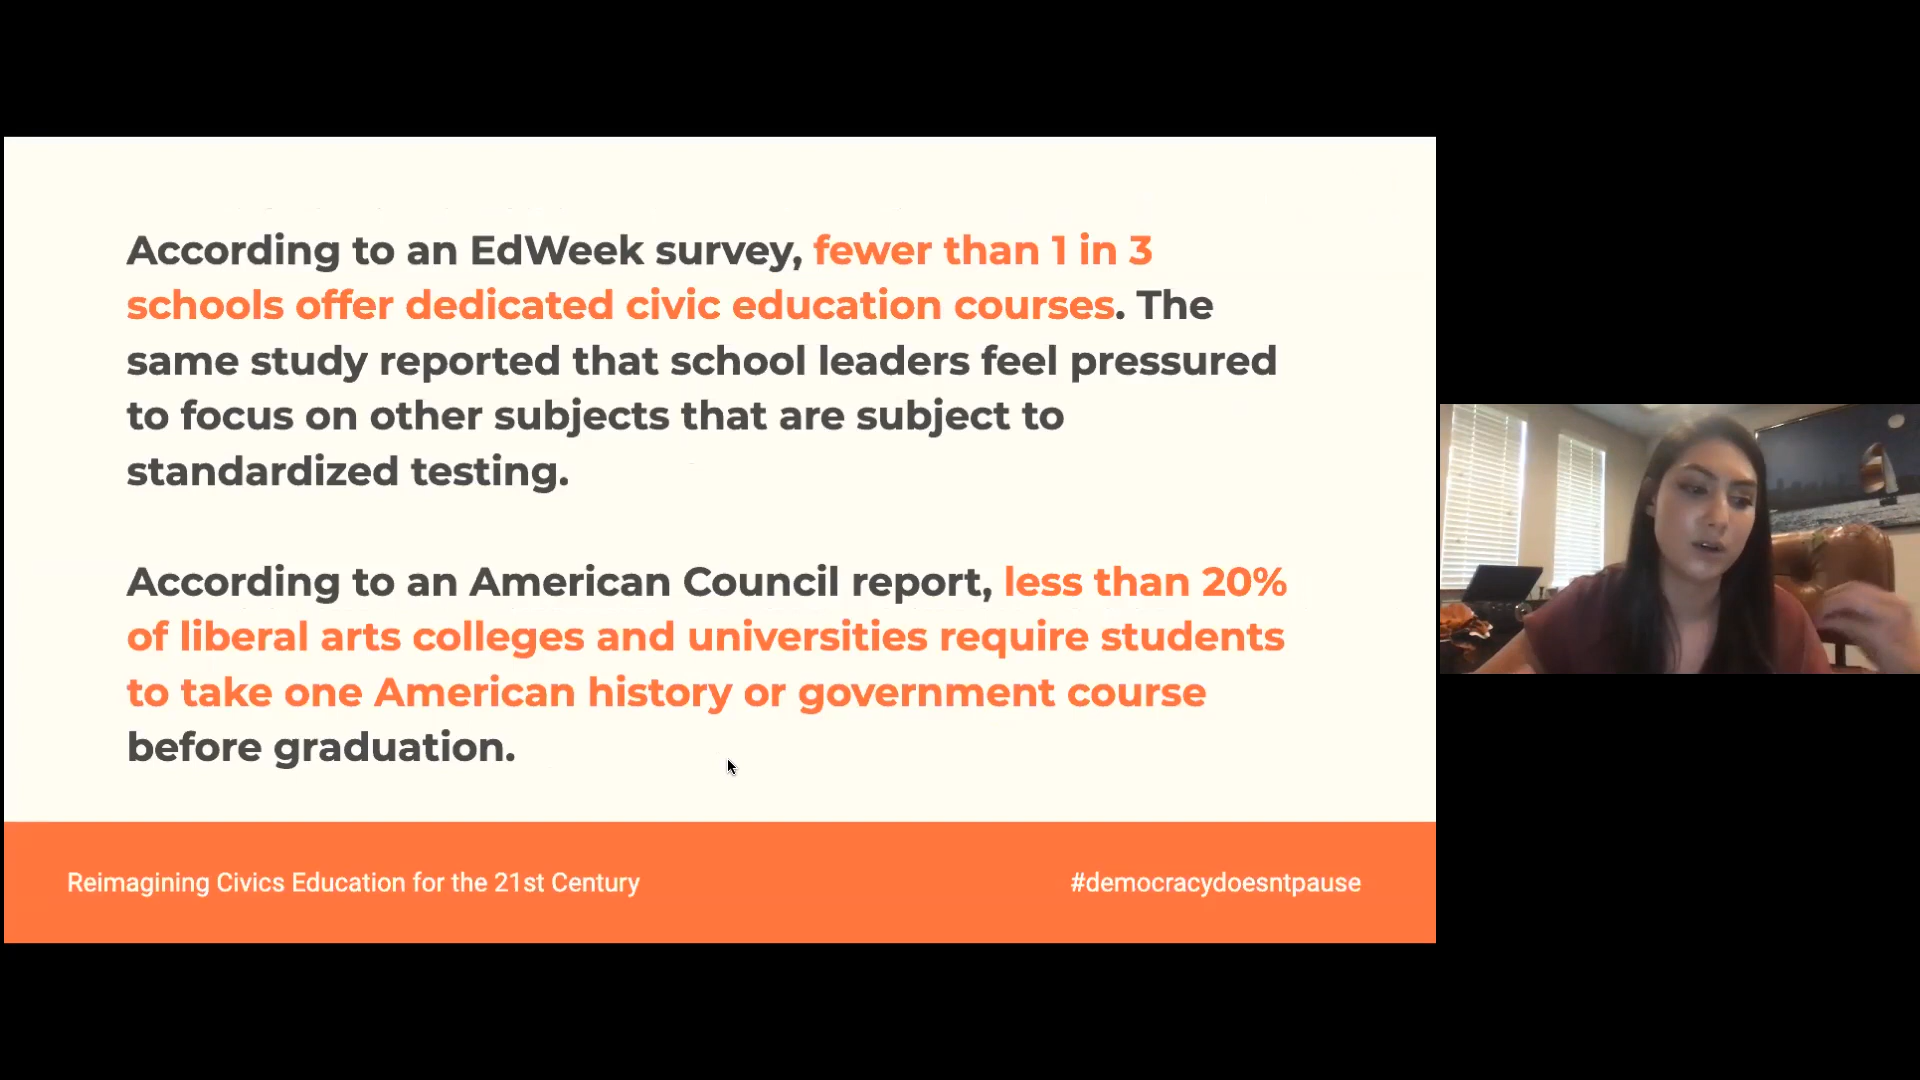 According to an EdWeek survey, fewer than 1 in 3
schools offer dedicated civic education courses. The
same study reported that school leaders feel pressured
to focus on other subjects that are subject to
standardized testing.
According to an American Council report, less than 20%
of liberal arts colleges and universities require students
to take one American history or government course
before graduation.
Reimagining Civics Education for the 21st Century
#democracydoesntpause